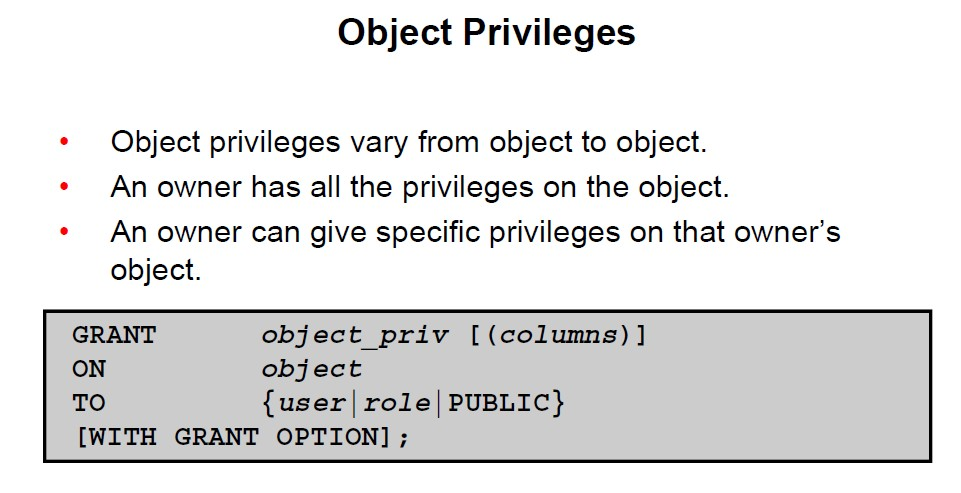 Object Privileges
• Object privileges vary from object to object.
• An owner has all the privileges on the object.
• An owner can give specific privileges on that owner’s
object.
GRANT object_priv [(columns)]
ON object
TO {user|role|PUBLIC}
[WITH GRANT OPTION];